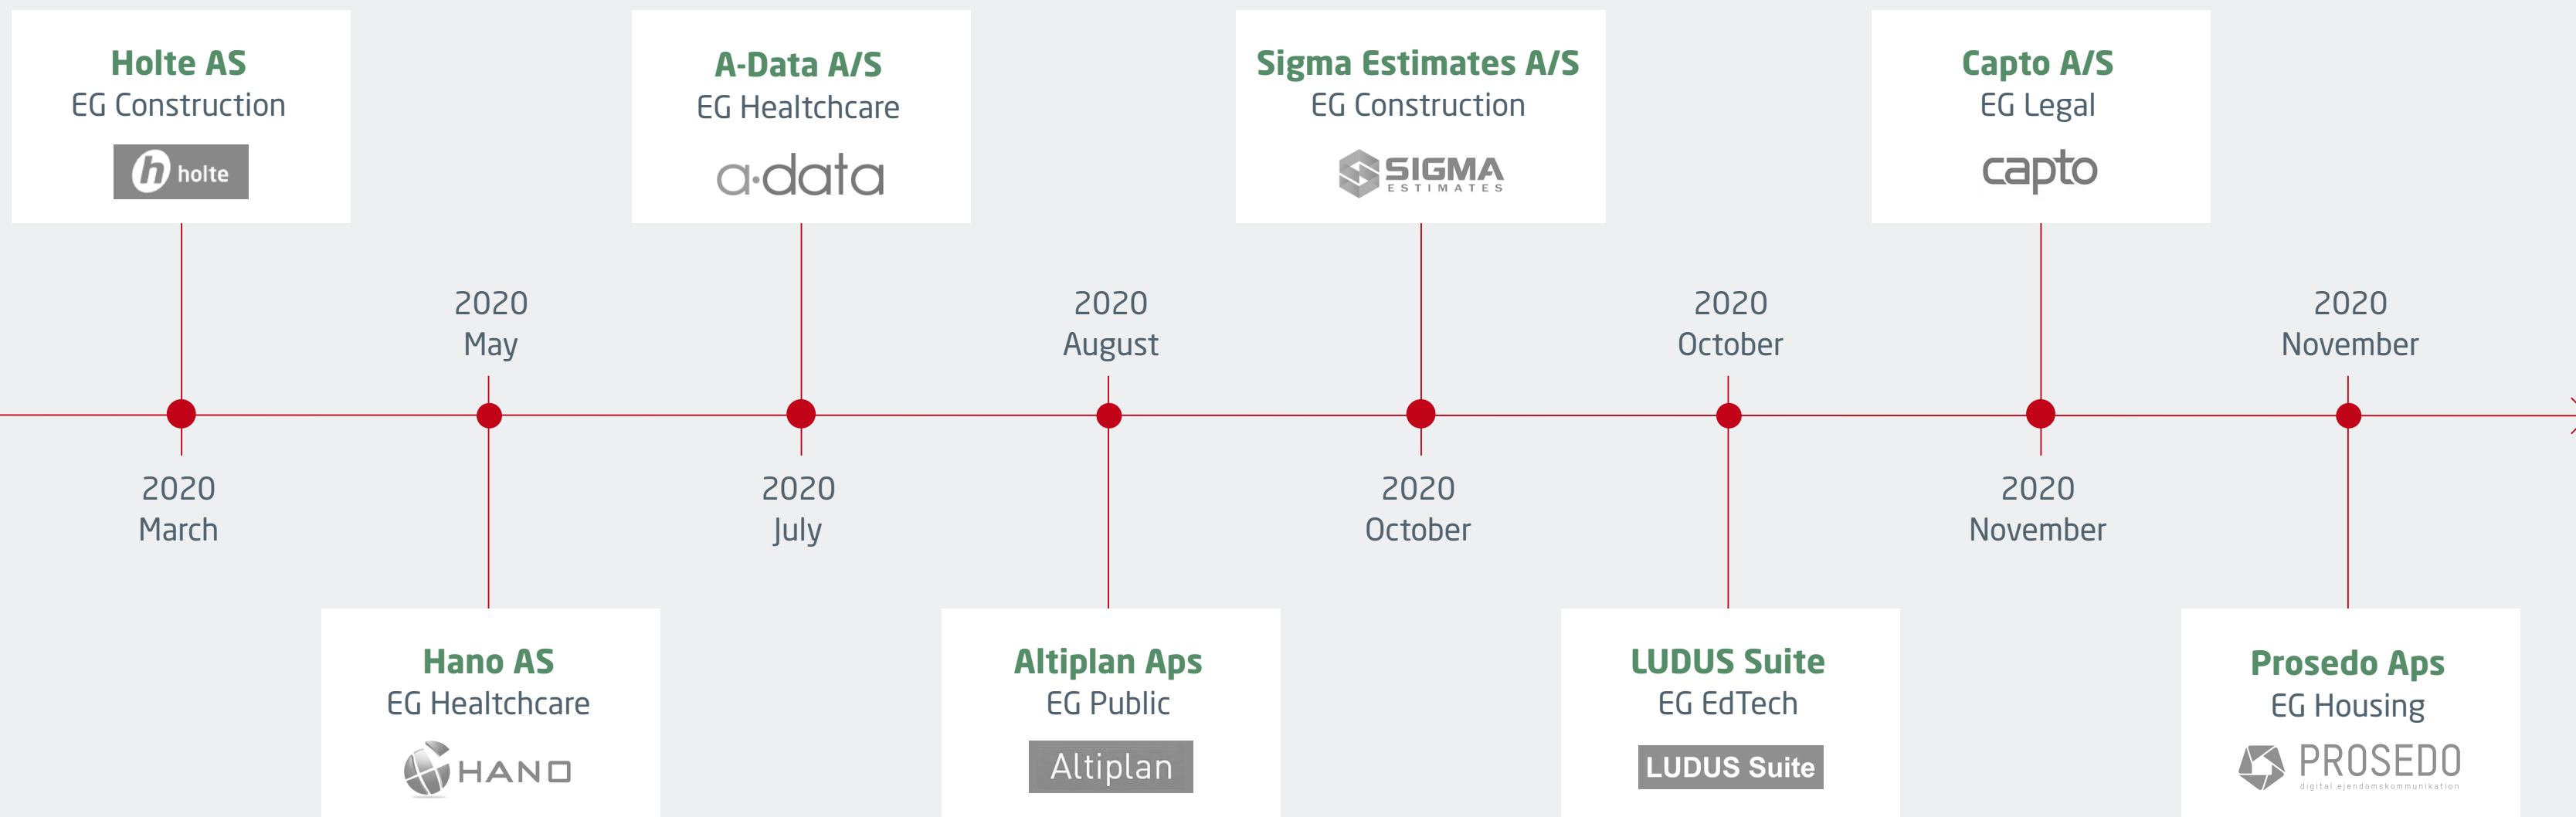 Holte AS
EG Construction
holte
2020
March
2020
May
Hano AS
EG Healtchcare
HANO
A-Data A/S
EG Healtchcare
a·data
2020
July
2020
August
Altiplan Aps
EG Public
Altiplan
Sigma Estimates A/S
EG Construction
SIGMA
ESTIMATES
2020
October
2020
October
LUDUS Suite
EG EdTech
LUDUS Suite
Capto A/S
EG Legal
capto
2020
November
2020
November
Prosedo Aps
EG Housing
PROSEDO
digital ejendomskommunikation